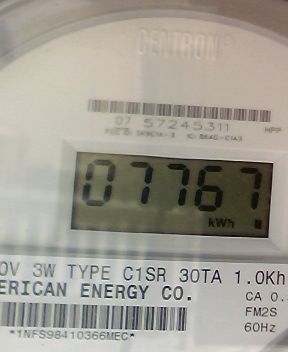 CENTRON®
07 57245311 HPP
07767
kWh
0V 3W TYPE C1SR 30TA 1.0Kh
ERICAN ENERGY CO.
CA 0.
FM2S
60Hz
*1NFS98410366MEC*